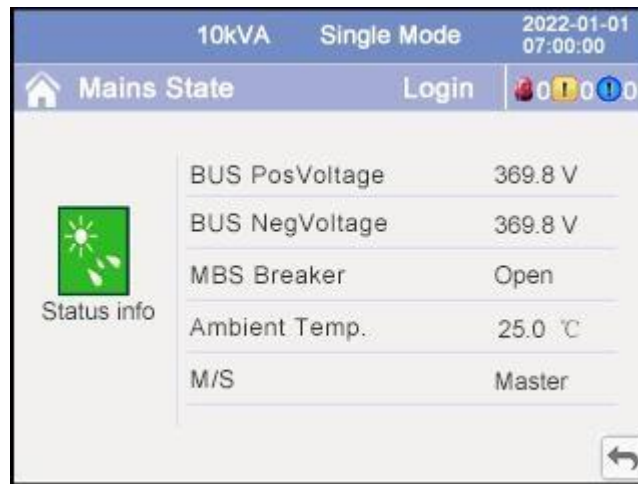 10kVA Single Mode 2022-01-01
07:00:00
Mains State Login 0 0 0
BUS PosVoltage 369.8 V
BUS NegVoltage 369.8 V
MBS Breaker Open
Status info
Ambient Temp. 25.0 ℃
M/S Master